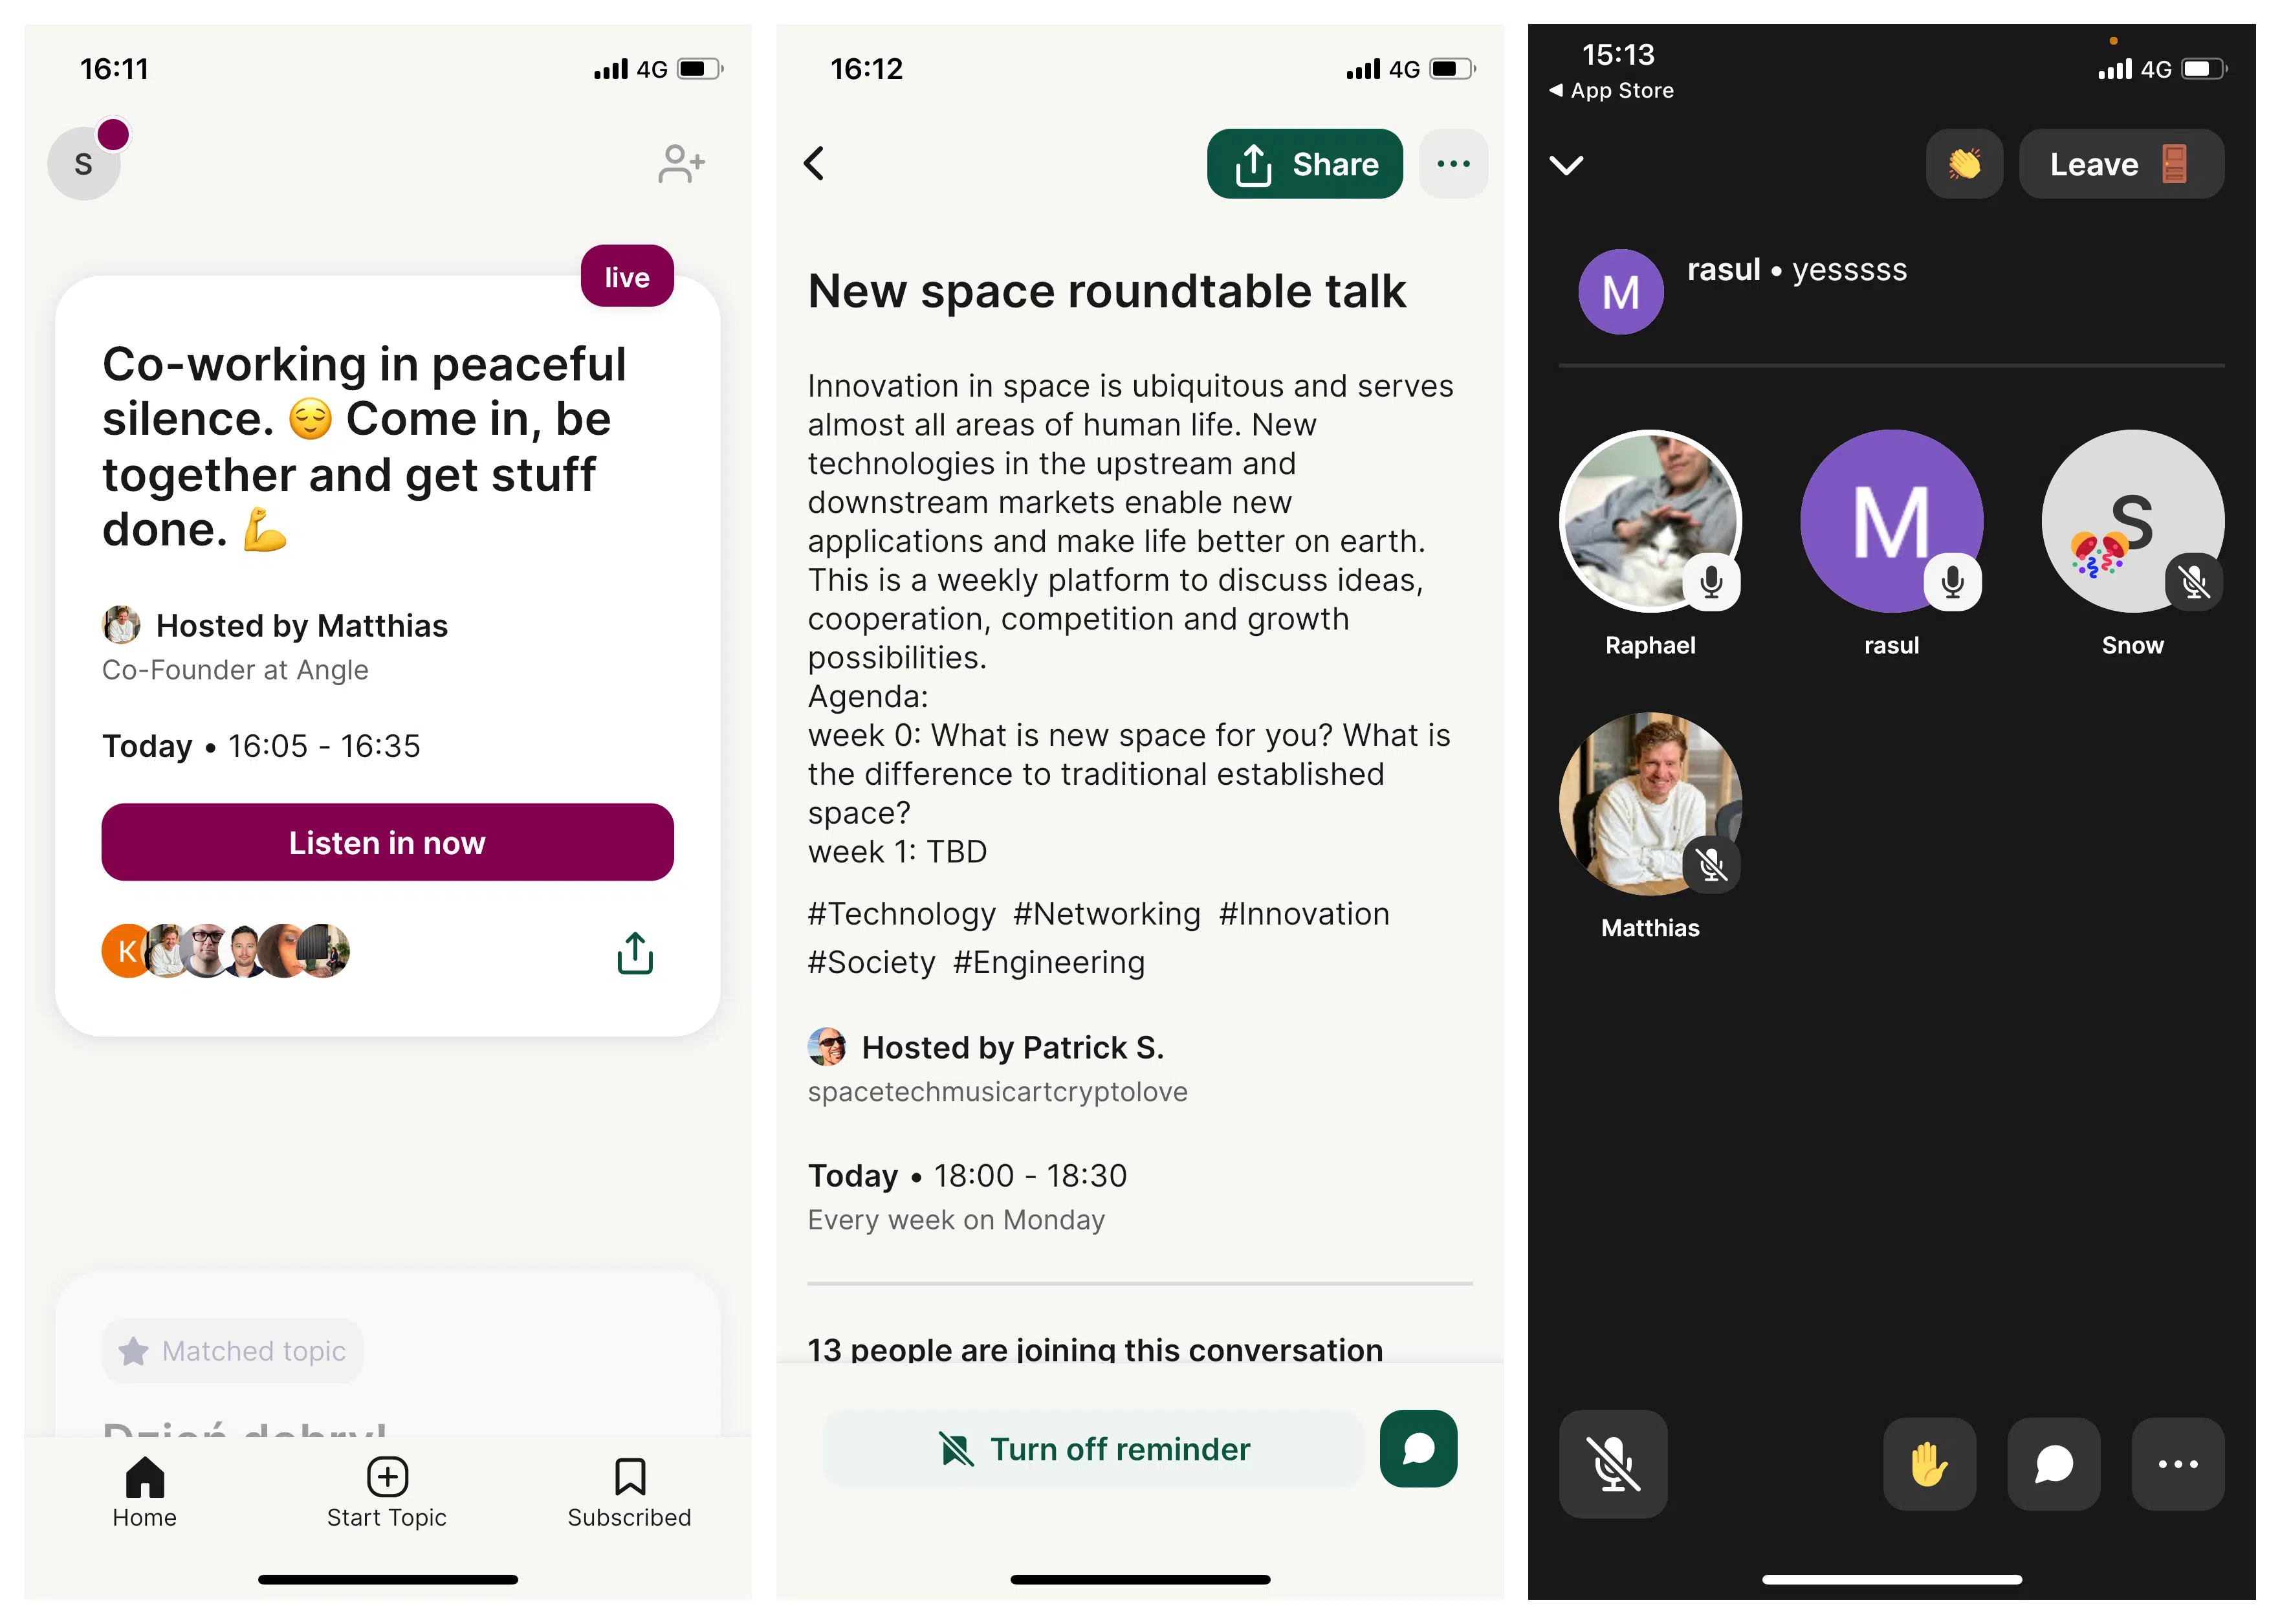 16:11
4G
S
live
Co-working in peaceful
silence. 😌 Come in, be
together and get stuff
done. 💪
Hosted by Matthias
Co-Founder at Angle
Today • 16:05 - 16:35
Listen in now
K
Matched topic
Dzień dobry!
Home
Start Topic
Subscribed
16:12
4G
Share
New space roundtable talk
Innovation in space is ubiquitous and serves
almost all areas of human life. New
technologies in the upstream and
downstream markets enable new
applications and make life better on earth.
This is a weekly platform to discuss ideas,
cooperation, competition and growth
possibilities.
Agenda:
week 0: What is new space for you? What is
the difference to traditional established
space?
week 1: TBD
#Technology #Networking #Innovation
#Society #Engineering
Hosted by Patrick S.
spacetechmusicartcryptolove
Today • 18:00 - 18:30
Every week on Monday
13 people are joining this conversation
Turn off reminder
15:13
4G
◀ App Store
👏
Leave 🚪
M
rasul • yesssss
M
S
Raphael
rasul
Snow
Matthias